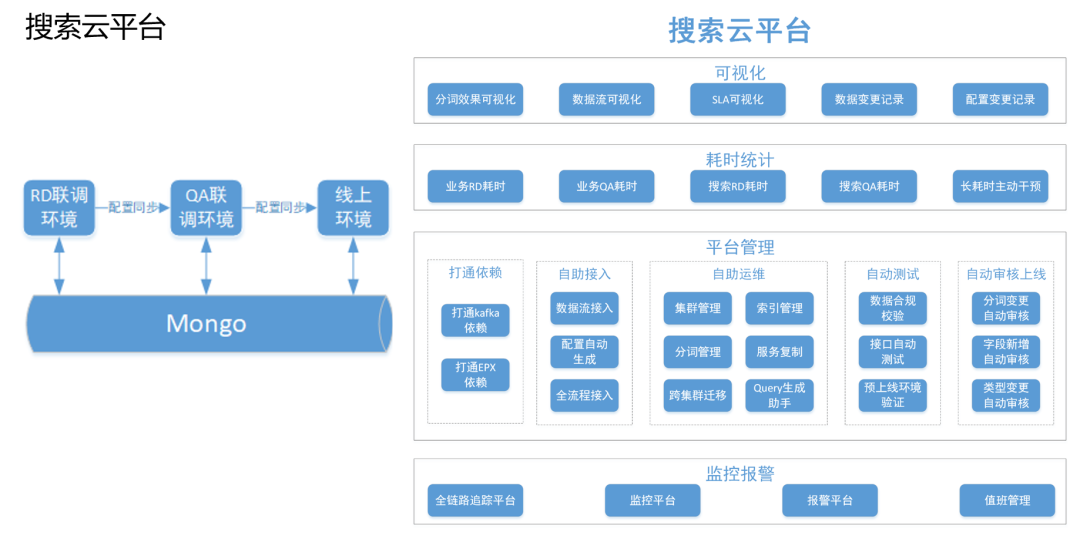 搜索云平台
RD联调
环境
配置同步
QA联
调环境
配置同步
线上
环境
Mongo
搜索云平台
可视化
分词效果可视化
数据流可视化
SLA可视化
数据变更记录
配置变更记录
耗时统计
业务RD耗时
业务QA耗时
搜索RD耗时
搜索QA耗时
长耗时主动干预
平台管理
打通依赖
打通kafka
依赖
打通EPX
依赖
自助接入
数据流接入
配置自动
生成
全流程接入
自助运维
集群管理
索引管理
分词管理
服务复制
跨集群迁移
Query生成
助手
自动测试
数据合规
校验
接口自动
测试
预上线环境
验证
自动审核上线
分词变更
自动审核
字段新增
自动审核
类型变更
自动审核
监控报警
全链路追踪平台
监控平台
报警平台
值班管理